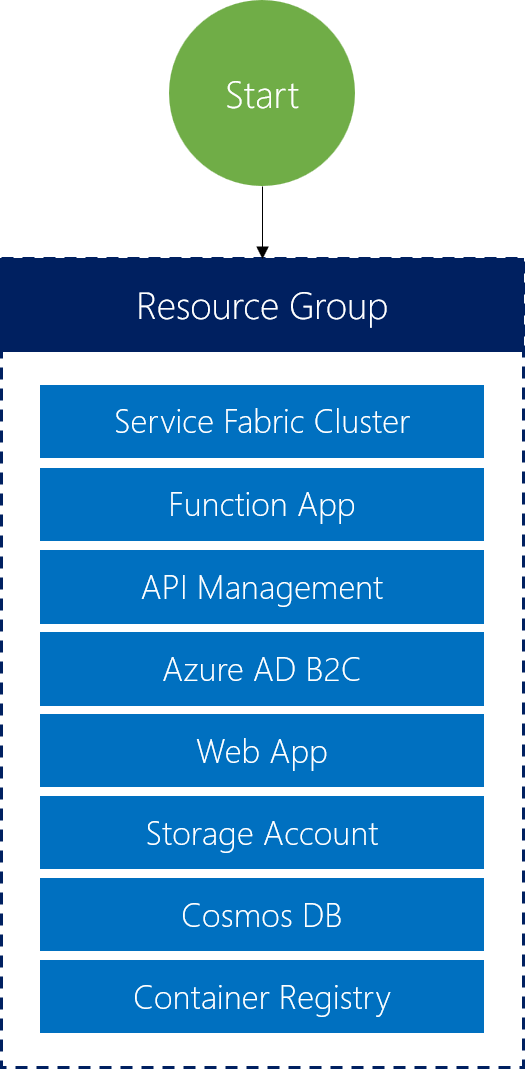 Start
Resource Group
Service Fabric Cluster
Function App
API Management
Azure AD B2C
Web App
Storage Account
Cosmos DB
Container Registry